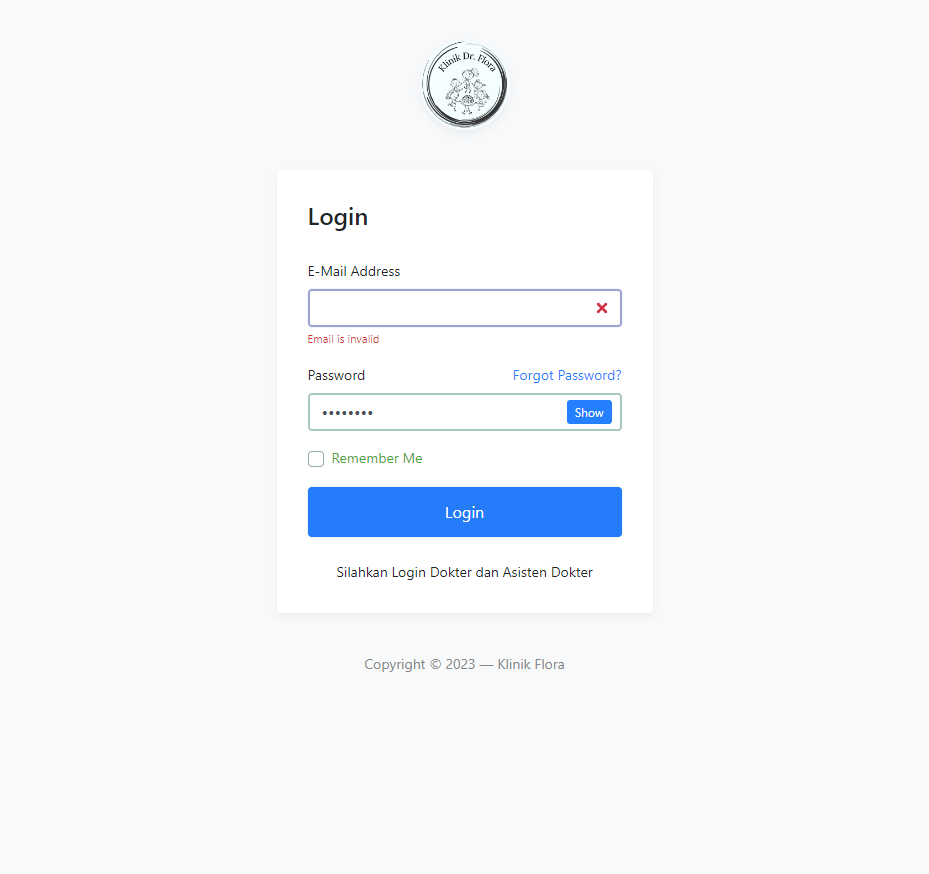 Klinik Dr. Flora
Login
E-Mail Address
Email is invalid
Password Forgot Password?
•••••••• Show
Remember Me
Login
Silahkan Login Dokter dan Asisten Dokter
Copyright © 2023 — Klinik Flora